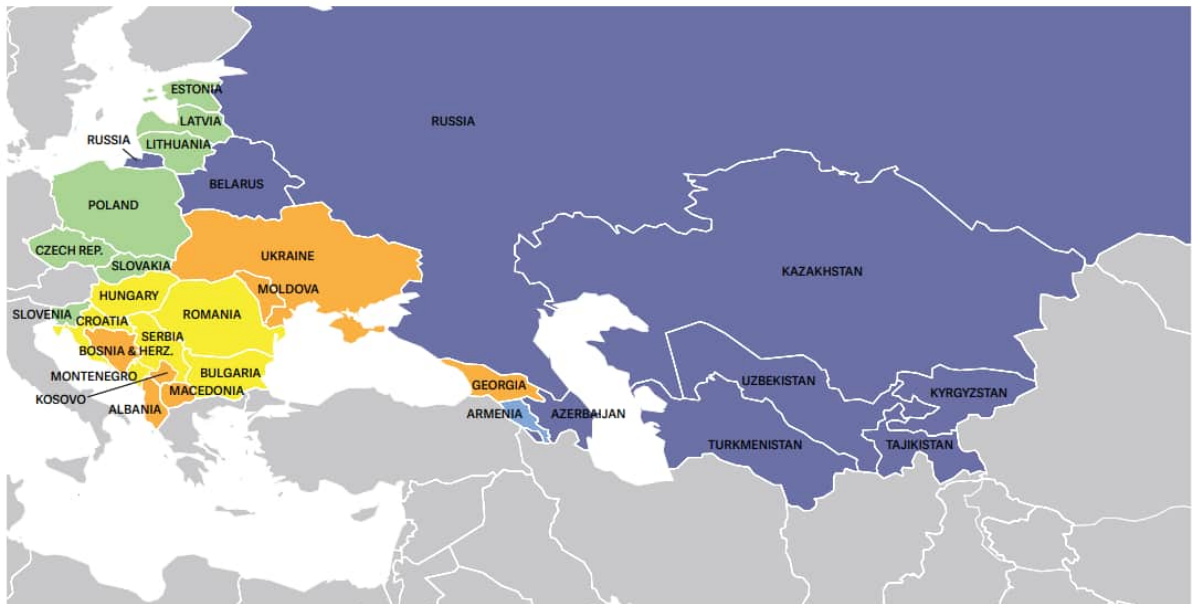 ESTONIA
LATVIA
RUSSIA
RUSSIA
LITHUANIA
BELARUS
POLAND
CZECH REP.
UKRAINE
SLOVAKIA
KAZAKHSTAN
MOLDOVA
HUNGARY
SLOVENIA
ROMANIA
CROATIA
SERBIA
BOSNIA & HERZ.
BULGARIA
MONTENEGRO
UZBEKISTAN
GEORGIA
MACEDONIA
KYRGYZSTAN
KOSOVO
ALBANIA
ARMENIA
AZERBAIJAN
TURKMENISTAN
TAJIKISTAN